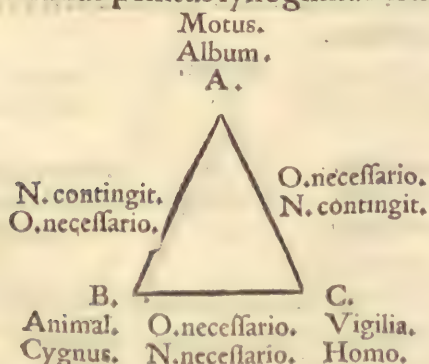 Motus.
Album.
A.
N. contingit.
O. neceſſario.
O. neceſſario.
N. contingit.
B.
C.
Animal. O. neceſſario. Vigilia.
Cygnus. N. neceſſario. Homo.